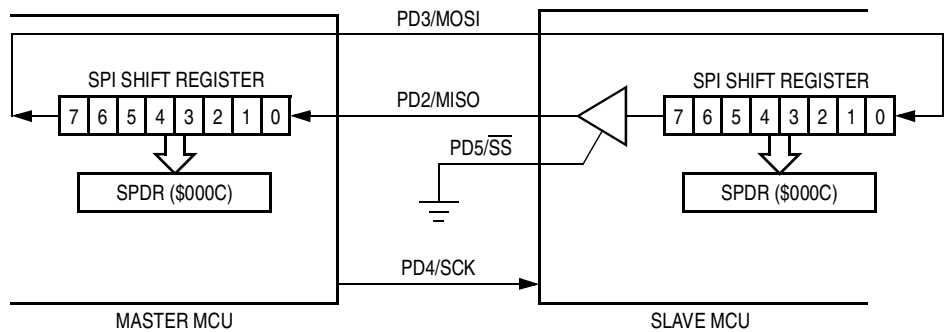 PD3/MOSI
SPI SHIFT REGISTER
SPI SHIFT REGISTER
7 6 5 4 3 2 1 0
PD2/MISO
7 6 5 4 3 2 1 0
PD5/S̅S̅
SPDR ($000C)
SPDR ($000C)
PD4/SCK
MASTER MCU
SLAVE MCU